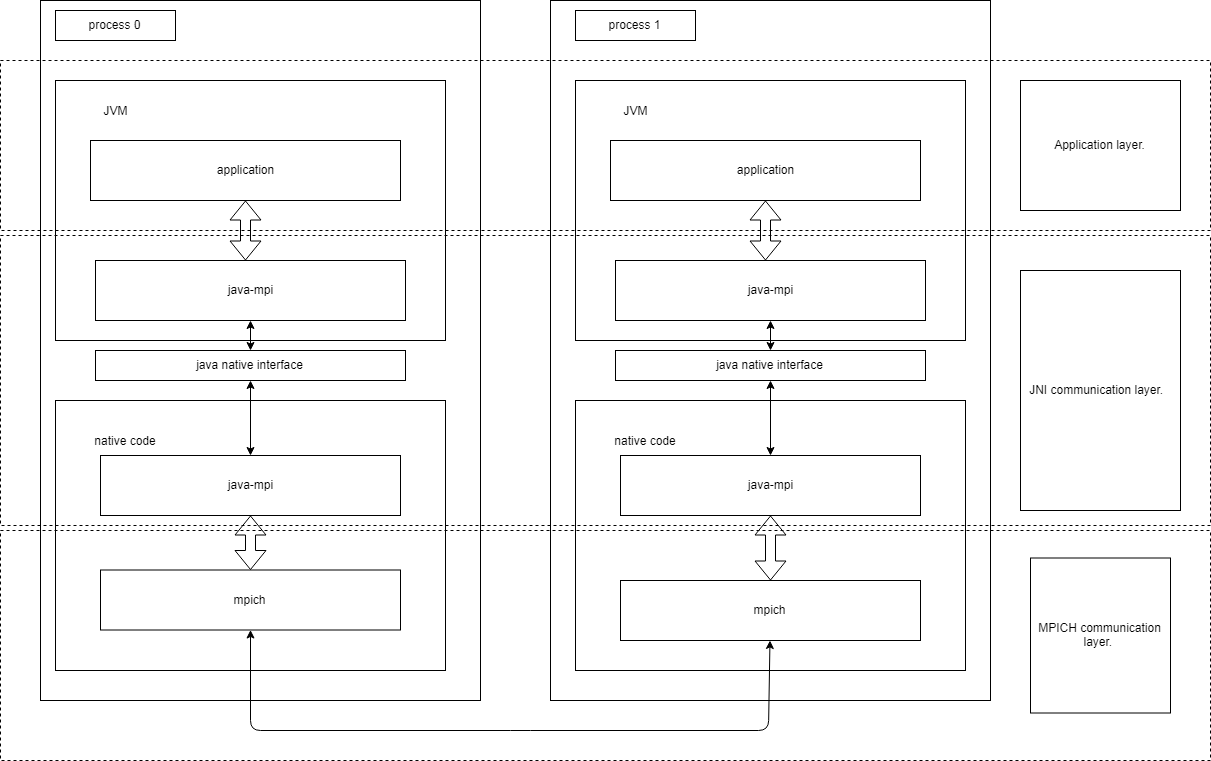 process 0
process 1
JVM
JVM
application
application
Application layer.
java-mpi
java-mpi
java native interface
java native interface
JNI communication layer.
native code
native code
java-mpi
java-mpi
mpich
mpich
MPICH communication
layer.